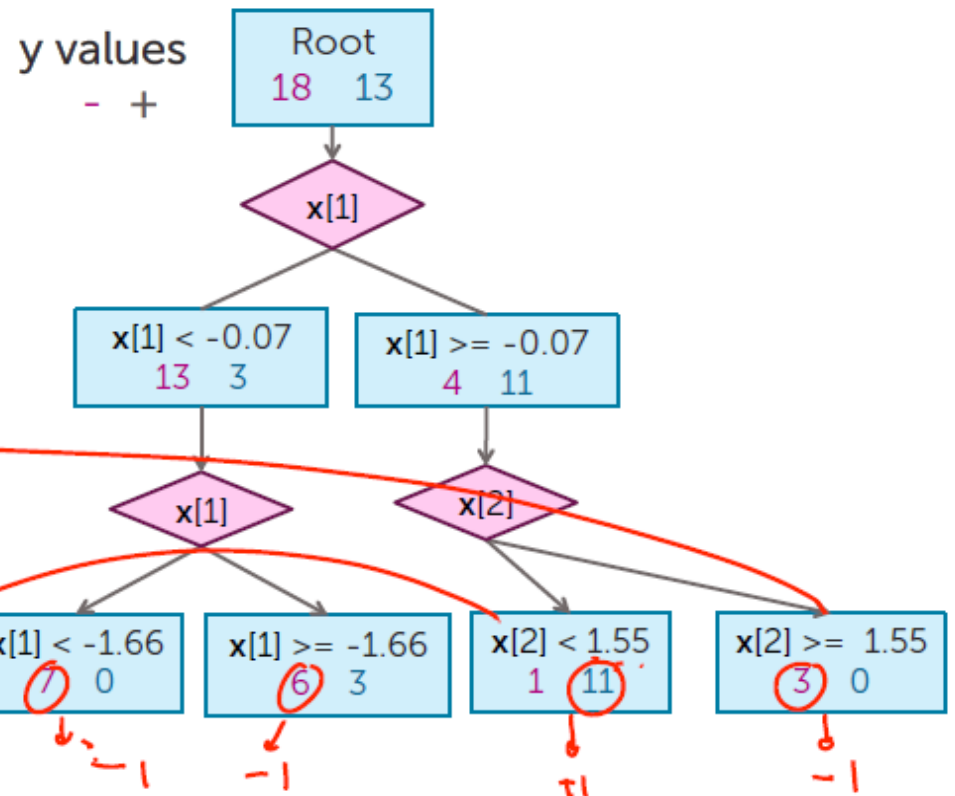 y values
- +
Root
18 13
x[1]
x[1] < -0.07
13 3
x[1] >= -0.07
4 11
x[1]
x[2]
x[1] < -1.66
7 0
x[1] >= -1.66
6 3
x[2] < 1.55
1 11
x[2] >= 1.55
3 0
-1
-1
+1
-1